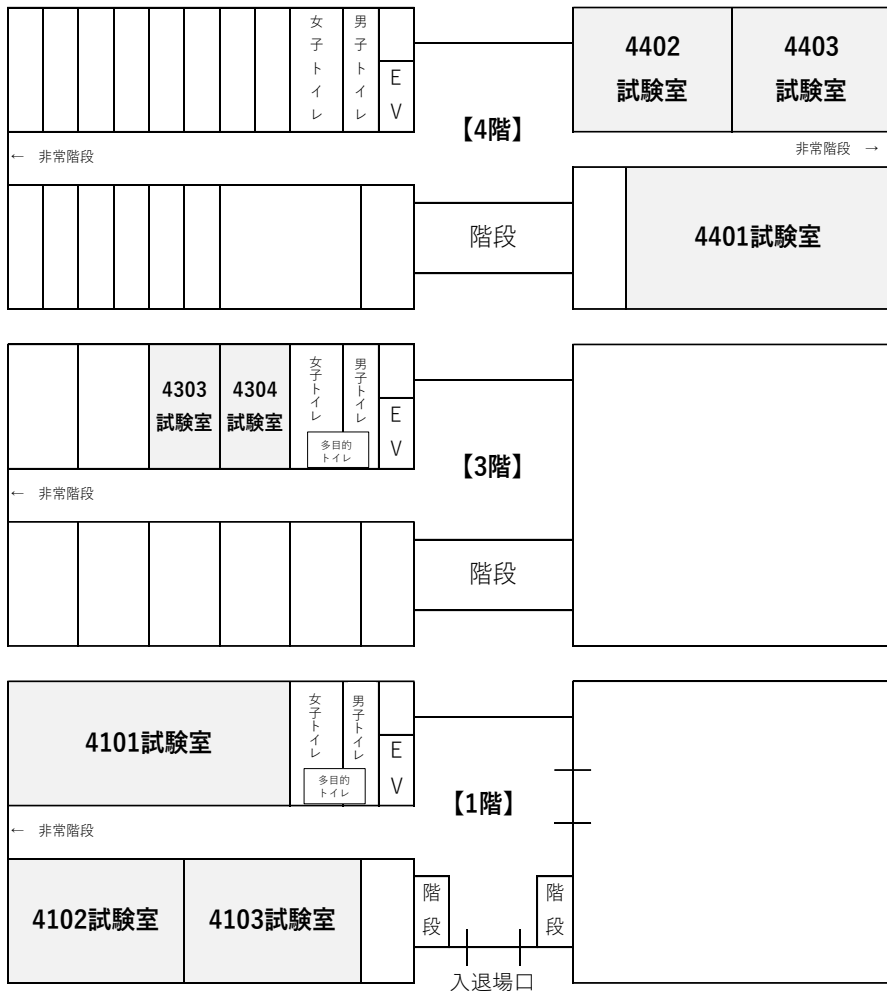 女子トイレ
男子トイレ
EV
4402
試験室
4403
試験室
【4階】
← 非常階段
非常階段 →
階段
4401試験室
4303
試験室
4304
試験室
女子トイレ
男子トイレ
多目的
トイレ
EV
【3階】
← 非常階段
階段
4101試験室
女子トイレ
男子トイレ
多目的
トイレ
EV
【1階】
← 非常階段
4102試験室
4103試験室
階段
階段
入退場口